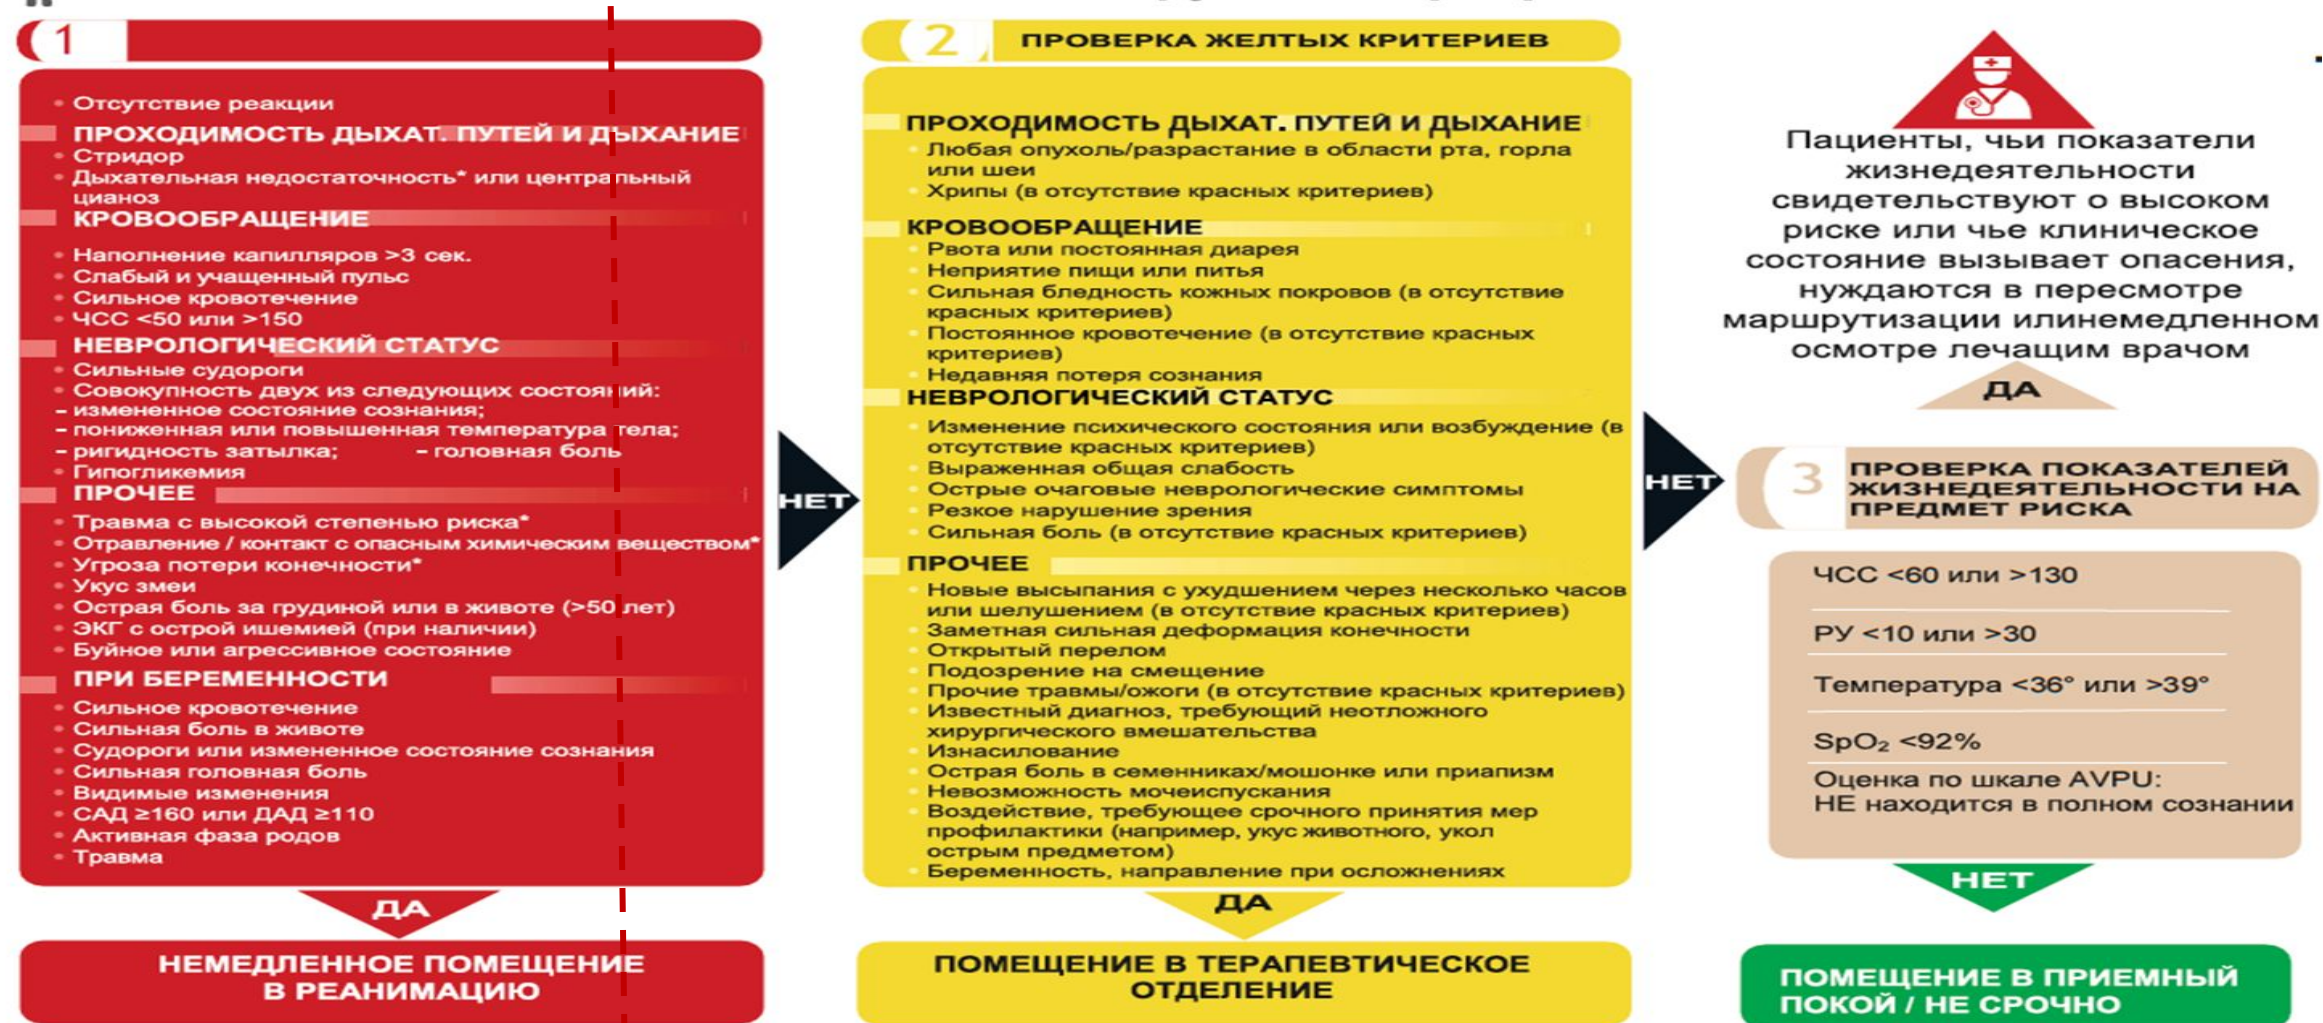 1
• Отсутствие реакции
ПРОХОДИМОСТЬ ДЫХАТ. ПУТЕЙ И ДЫХАНИЕ
• Стридор
• Дыхательная недостаточность* или центральный
цианоз
КРОВООБРАЩЕНИЕ
• Наполнение капилляров >3 сек.
• Слабый и учащенный пульс
• Сильное кровотечение
• ЧСС <50 или >150
НЕВРОЛОГИЧЕСКИЙ СТАТУС
• Сильные судороги
• Совокупность двух из следующих состояний:
– измененное состояние сознания;
– пониженная или повышенная температура тела;
– ригидность затылка; – головная боль
• Гипогликемия
ПРОЧЕЕ
• Травма с высокой степенью риска*
• Отравление / контакт с опасным химическим веществом*
• Угроза потери конечности*
• Укус змеи
• Острая боль за грудиной или в животе (>50 лет)
• ЭКГ с острой ишемией (при наличии)
• Буйное или агрессивное состояние
ПРИ БЕРЕМЕННОСТИ
• Сильное кровотечение
• Сильная боль в животе
• Судороги или измененное состояние сознания
• Сильная головная боль
• Видимые изменения
• САД ≥160 или ДАД ≥110
• Активная фаза родов
• Травма
ДА
НЕМЕДЛЕННОЕ ПОМЕЩЕНИЕ
В РЕАНИМАЦИЮ
НЕТ
2 ПРОВЕРКА ЖЕЛТЫХ КРИТЕРИЕВ
ПРОХОДИМОСТЬ ДЫХАТ. ПУТЕЙ И ДЫХАНИЕ
• Любая опухоль/разрастание в области рта, горла
или шеи
• Хрипы (в отсутствие красных критериев)
КРОВООБРАЩЕНИЕ
• Рвота или постоянная диарея
• Неприятие пищи или питья
• Сильная бледность кожных покровов (в отсутствие
красных критериев)
• Постоянное кровотечение (в отсутствие красных
критериев)
• Недавняя потеря сознания
НЕВРОЛОГИЧЕСКИЙ СТАТУС
• Изменение психического состояния или возбуждение (в
отсутствие красных критериев)
• Выраженная общая слабость
• Острые очаговые неврологические симптомы
• Резкое нарушение зрения
• Сильная боль (в отсутствие красных критериев)
ПРОЧЕЕ
• Новые высыпания с ухудшением через несколько часов
или шелушением (в отсутствие красных критериев)
• Заметная сильная деформация конечности
• Открытый перелом
• Подозрение на смещение
• Прочие травмы/ожоги (в отсутствие красных критериев)
• Известный диагноз, требующий неотложного
хирургического вмешательства
• Изнасилование
• Острая боль в семенниках/мошонке или приапизм
• Невозможность мочеиспускания
• Воздействие, требующее срочного принятия мер
профилактики (например, укус животного, укол
острым предметом)
• Беременность, направление при осложнениях
ДА
ПОМЕЩЕНИЕ В ТЕРАПЕВТИЧЕСКОЕ
ОТДЕЛЕНИЕ
НЕТ
Пациенты, чьи показатели
жизнедеятельности
свидетельствуют о высоком
риске или чье клиническое
состояние вызывает опасения,
нуждаются в пересмотре
маршрутизации илинемедленном
осмотре лечащим врачом
ДА
3 ПРОВЕРКА ПОКАЗАТЕЛЕЙ
ЖИЗНЕДЕЯТЕЛЬНОСТИ НА
ПРЕДМЕТ РИСКА
ЧСС <60 или >130
РУ <10 или >30
Температура <36° или >39°
SpO₂ <92%
Оценка по шкале AVPU:
НЕ находится в полном сознании
НЕТ
ПОМЕЩЕНИЕ В ПРИЕМНЫЙ
ПОКОЙ / НЕ СРОЧНО